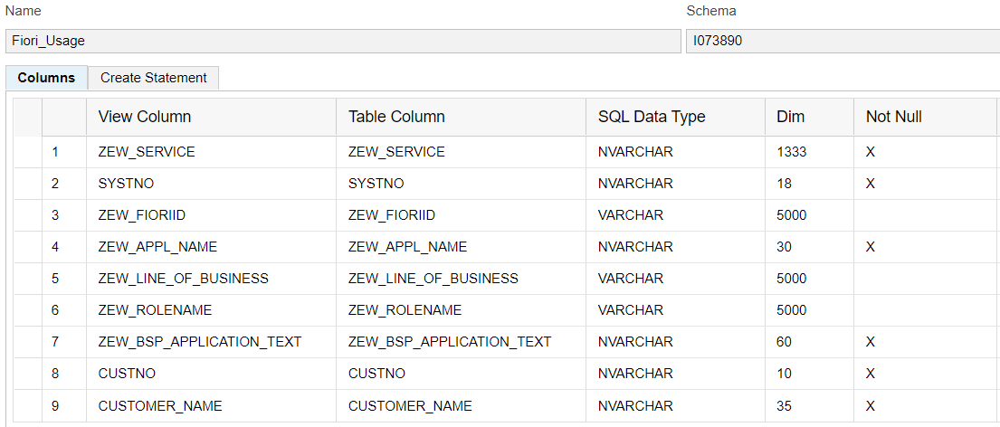 Name Schema
Fiori_Usage I073890
Columns Create Statement
View Column Table Column SQL Data Type Dim Not Null
1 ZEW_SERVICE ZEW_SERVICE NVARCHAR 1333 X
2 SYSTNO SYSTNO NVARCHAR 18 X
3 ZEW_FIORIID ZEW_FIORIID VARCHAR 5000
4 ZEW_APPL_NAME ZEW_APPL_NAME NVARCHAR 30 X
5 ZEW_LINE_OF_BUSINESS ZEW_LINE_OF_BUSINESS VARCHAR 5000
6 ZEW_ROLENAME ZEW_ROLENAME VARCHAR 5000
7 ZEW_BSP_APPLICATION_TEXT ZEW_BSP_APPLICATION_TEXT NVARCHAR 60 X
8 CUSTNO CUSTNO NVARCHAR 10 X
9 CUSTOMER_NAME CUSTOMER_NAME NVARCHAR 35 X